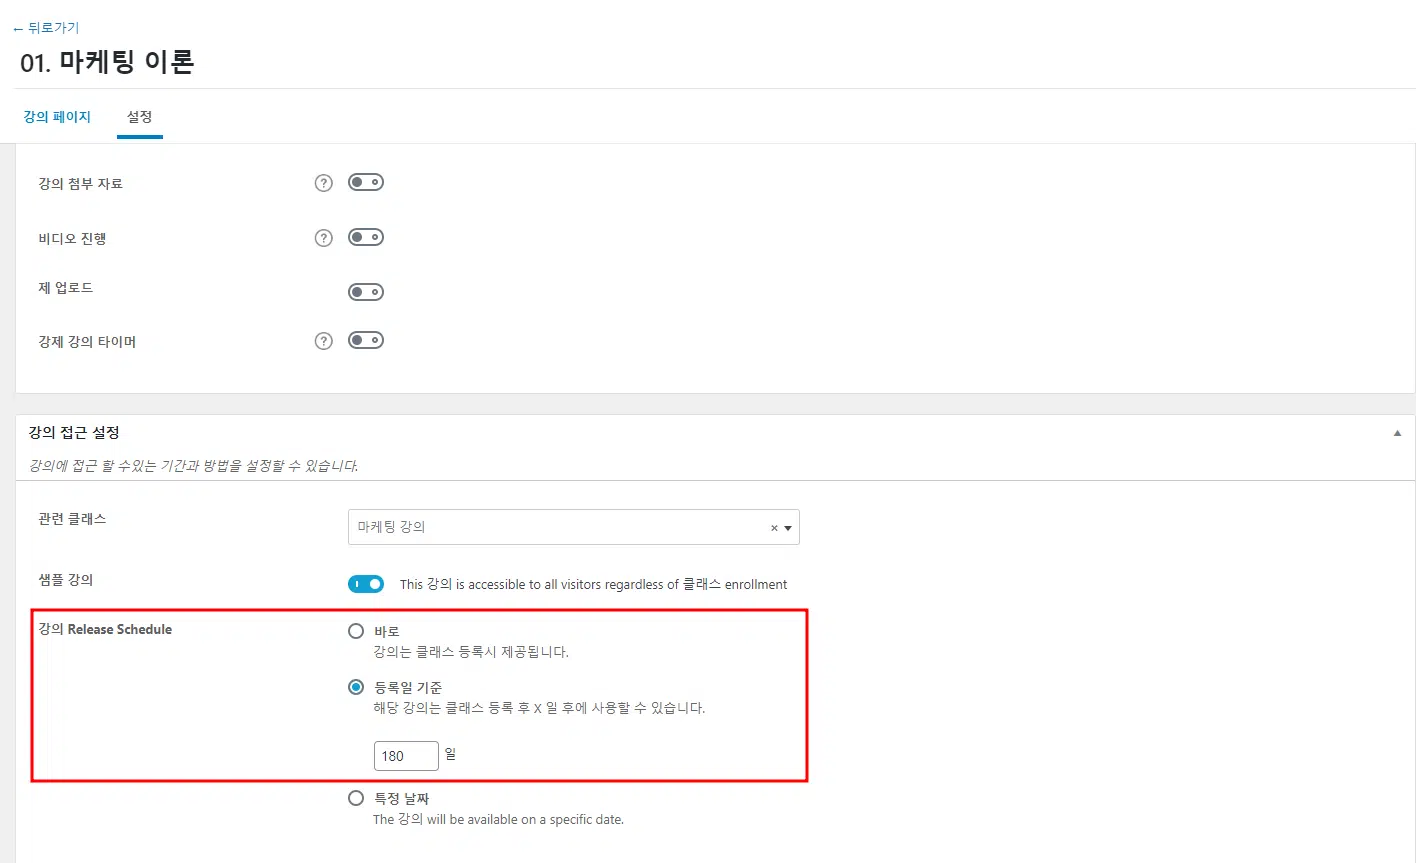 ← 뒤로가기
01. 마케팅 이론
강의 페이지 설정
강의 첨부 자료 ?
비디오 진행 ?
제 업로드
강제 강의 타이머 ?
강의 접근 설정 ▲
강의에 접근 할 수있는 기간과 방법을 설정할 수 있습니다.
관련 클래스 마케팅 강의 × ▼
샘플 강의 This 강의 is accessible to all visitors regardless of 클래스 enrollment
강의 Release Schedule 바로
강의는 클래스 등록시 제공됩니다.
등록일 기준
해당 강의는 클래스 등록 후 X 일 후에 사용할 수 있습니다.
180 일
특정 날짜
The 강의 will be available on a specific date.